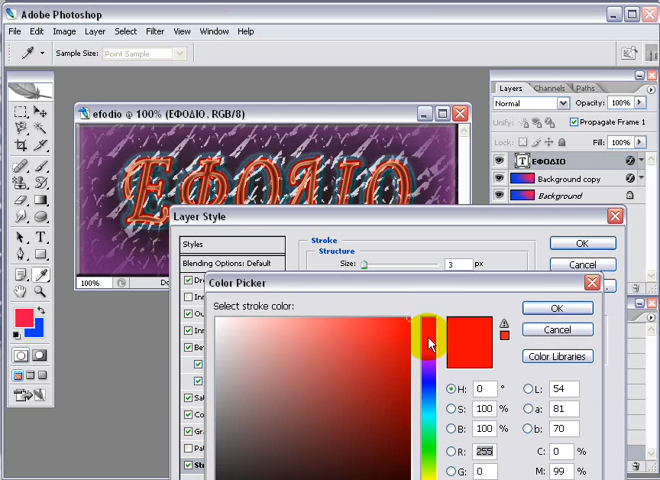 Adobe Photoshop
File Edit Image Layer Select Filter View Window Help
Sample Size: Point Sample
efodio @ 100% (ΕΦΟΔΙΟ, RGB/8)
ΕΦΟΔΙΟ
100%
Layers Channels Paths
Normal Opacity: 100%
Unify: Propagate Frame 1
Lock: Fill: 100%
T ΕΦΟΔΙΟ
Background copy
Background
Layer Style
Styles
Blending Options: Default
Stroke
Structure
Size: 3 px
OK
Cancel
Color Picker
Select stroke color:
OK
Cancel
Color Libraries
H: 0 °
S: 100 %
B: 100 %
R: 255
G: 0
L: 54
a: 81
b: 70
C: 0 %
M: 99 %